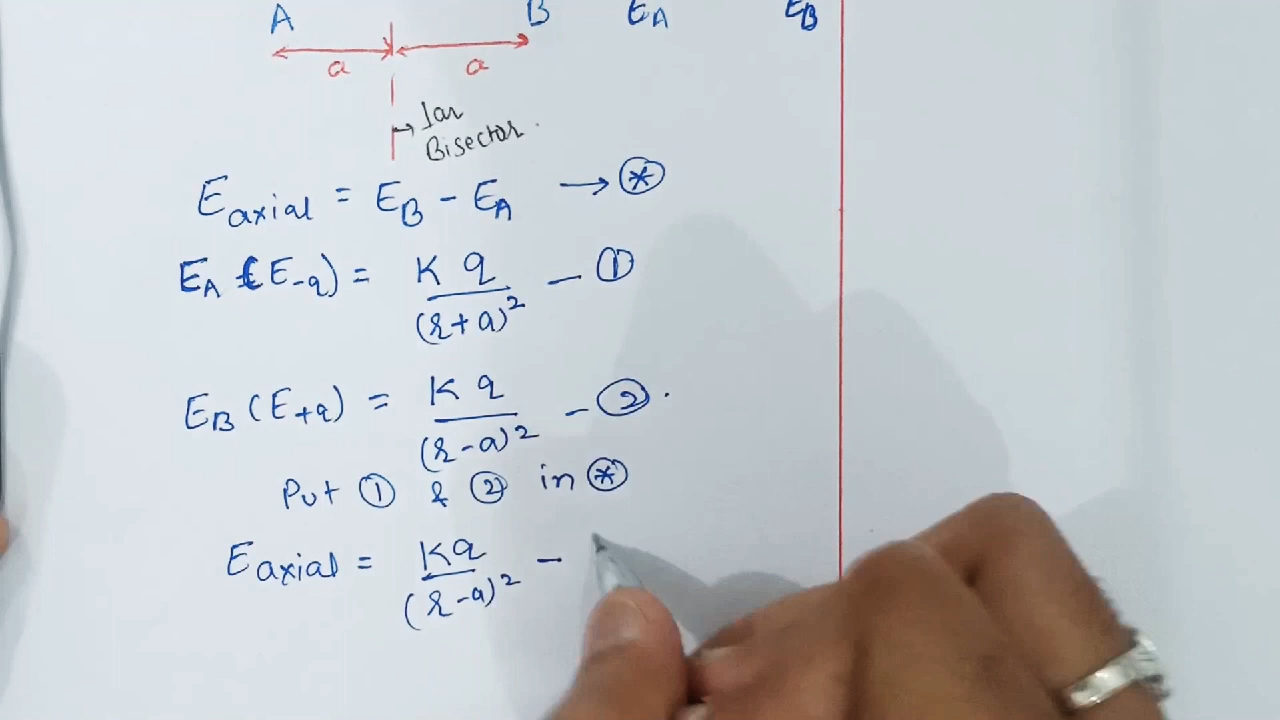 A B E_A E_B
a a
⊥ar
Bisector.
E_axial = E_B - E_A → ⊛
E_A (E_-q) = Kq/(r+a)² - ①
E_B (E_+q) = Kq/(r-a)² - ②.
Put ① & ② in ⊛
E_axial = Kq/(r-a)² -